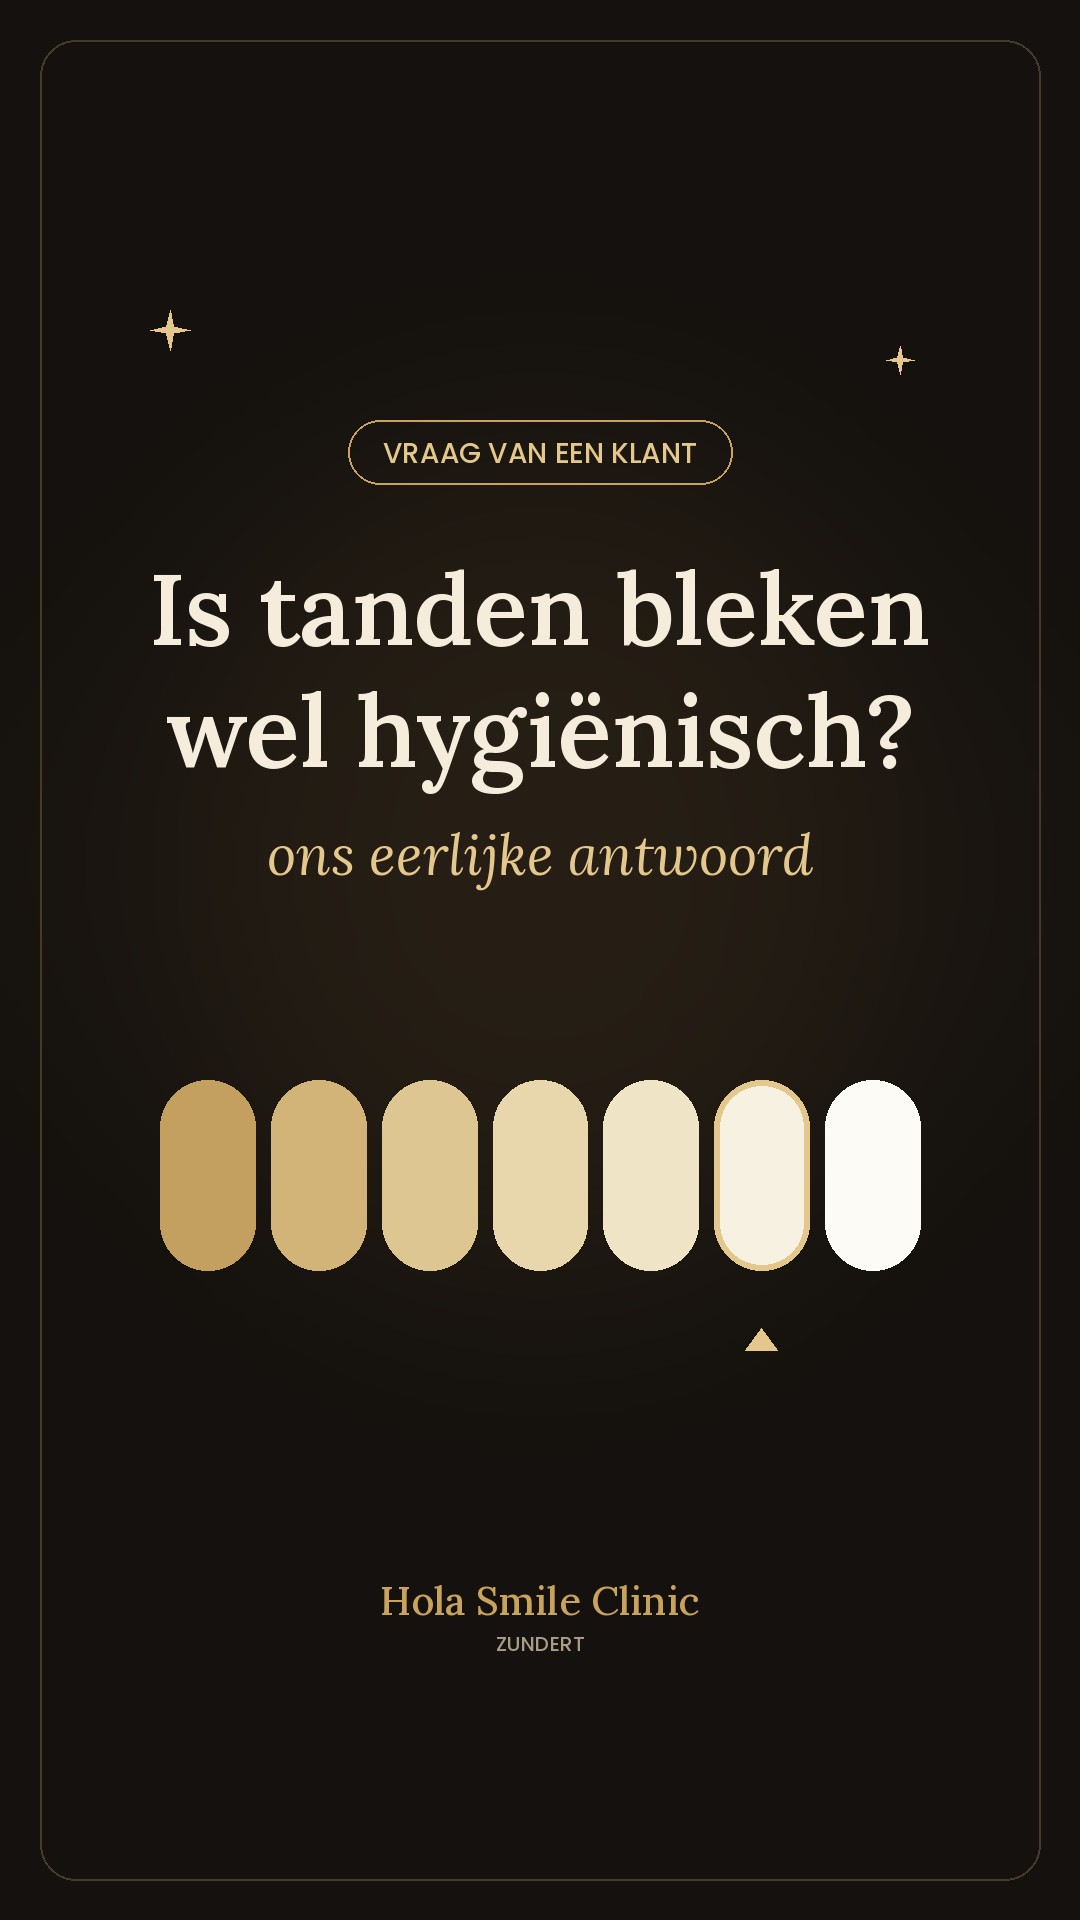 VRAAG VAN EEN KLANT
Is tanden bleken
wel hygiënisch?
ons eerlijke antwoord
Hola Smile Clinic
ZUNDERT